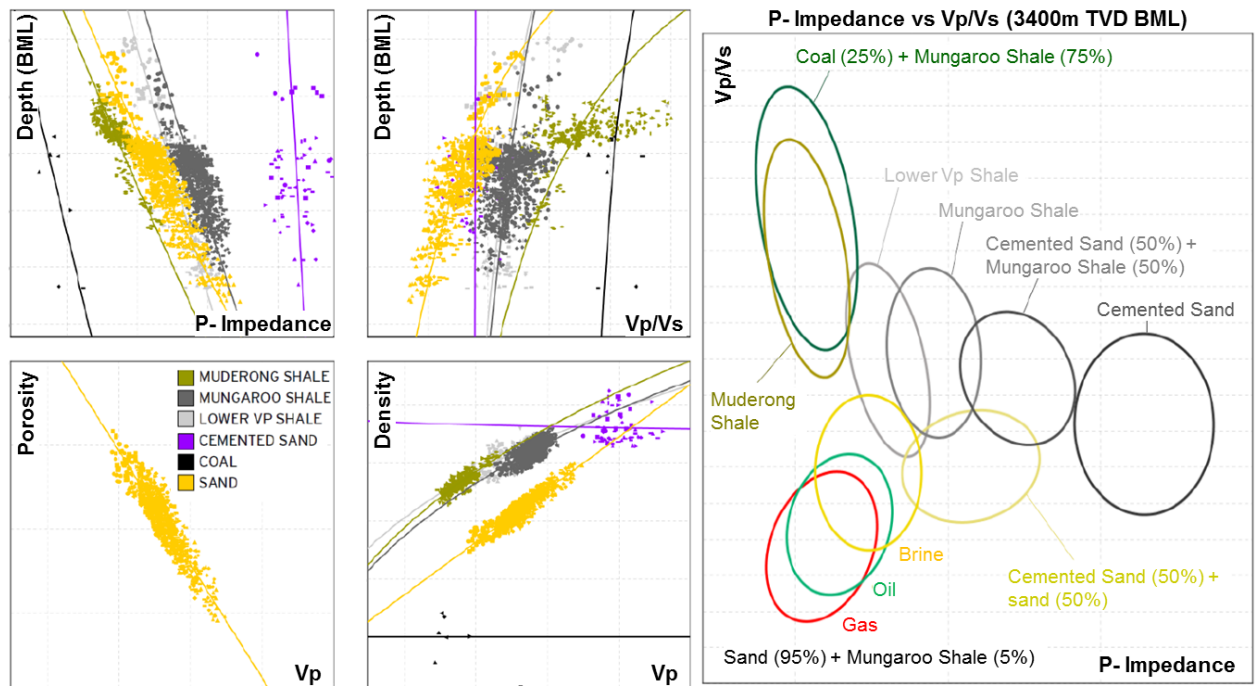 Depth (BML)
P- Impedance
Depth (BML)
Vp/Vs
Porosity
MUDERONG SHALE
MUNGAROO SHALE
LOWER VP SHALE
CEMENTED SAND
COAL
SAND
Vp
Density
Vp
P- Impedance vs Vp/Vs (3400m TVD BML)
Vp/Vs
Coal (25%) + Mungaroo Shale (75%)
Lower Vp Shale
Mungaroo Shale
Cemented Sand (50%) +
Mungaroo Shale (50%)
Cemented Sand
Muderong
Shale
Brine
Oil
Gas
Cemented Sand (50%) +
sand (50%)
Sand (95%) + Mungaroo Shale (5%)
P- Impedance